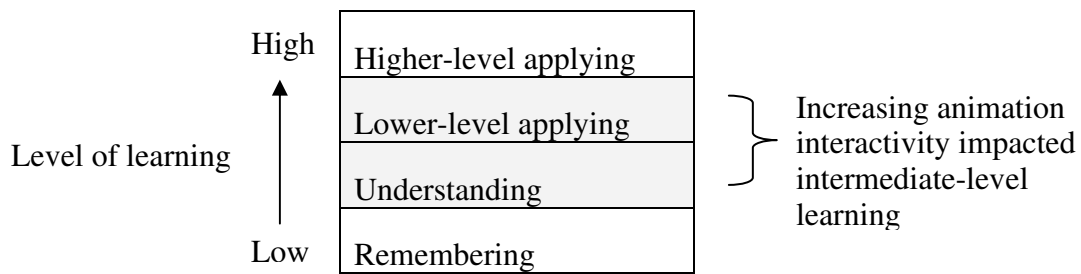 High
Higher-level applying
Lower-level applying
Level of learning
Understanding
Low
Remembering
Increasing animation
interactivity impacted
intermediate-level
learning